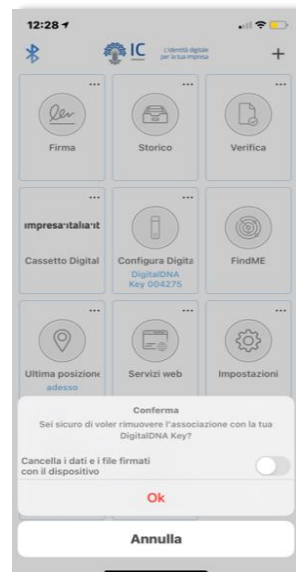 12:28
IC L'identità digitale
per la tua impresa
Firma
Storico
Verifica
impresa italia it
Cassetto Digital
Configura Digita
DigitalDNA
Key 004275
FindME
Ultima posizione
adesso
Servizi web
Impostazioni
Conferma
Sei sicuro di voler rimuovere l'associazione con la tua
DigitalDNA Key?
Cancella i dati e i file firmati
con il dispositivo
Ok
Annulla